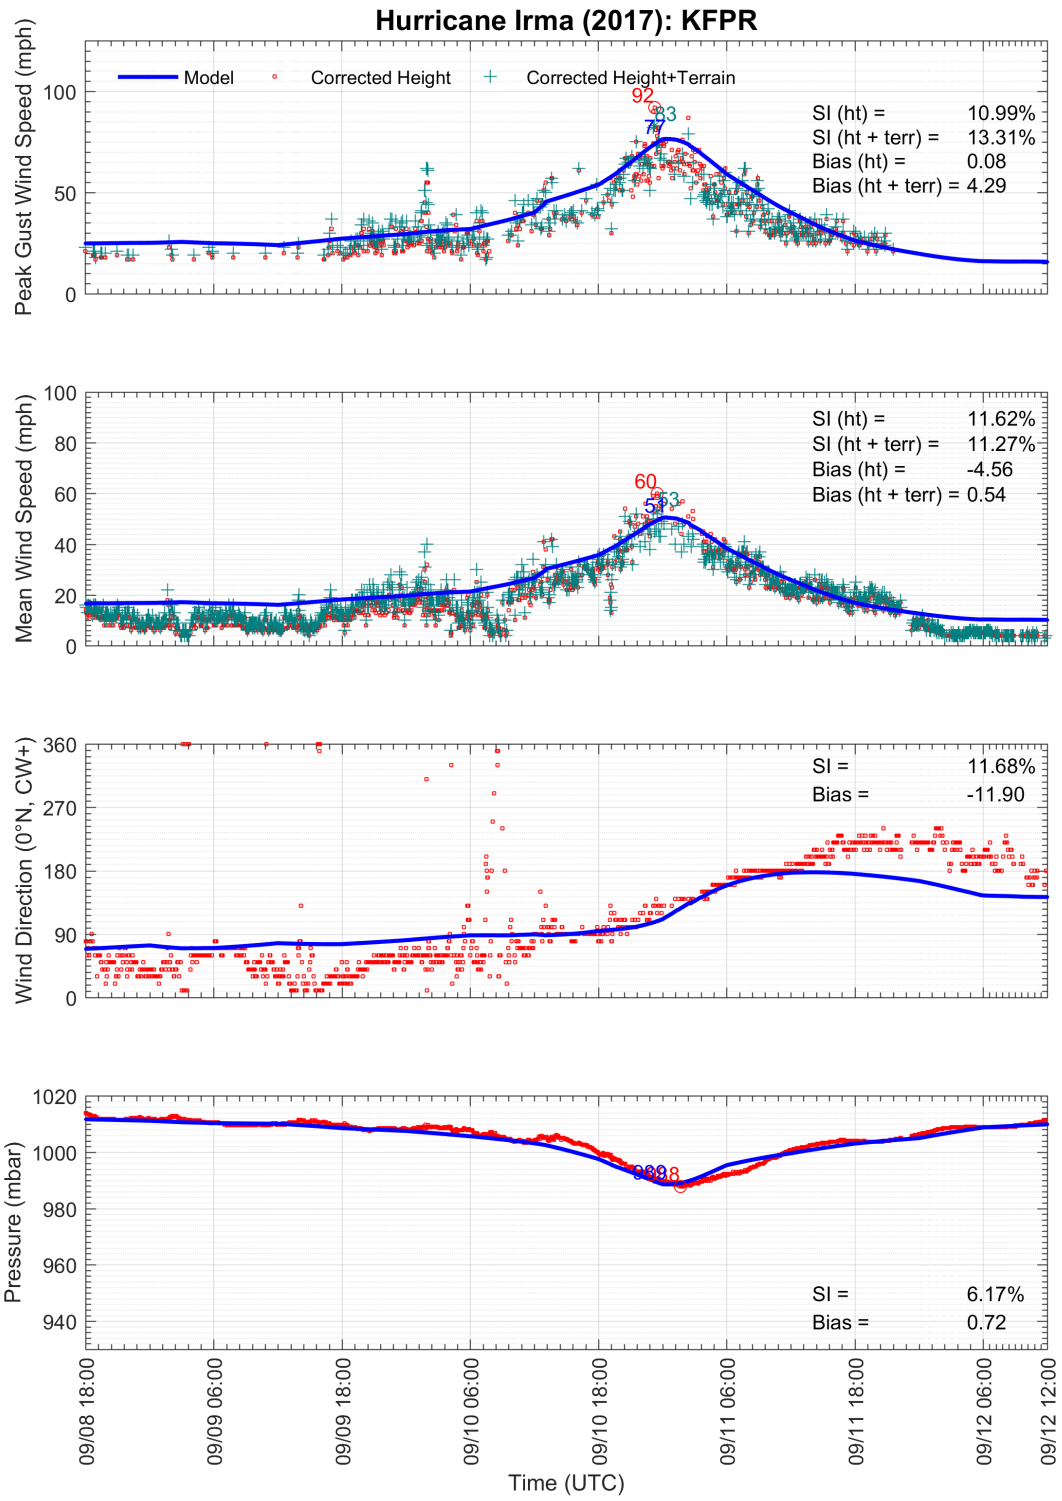 Hurricane Irma (2017): KFPR
Peak Gust Wind Speed (mph)
100
50
0
Model
Corrected Height
Corrected Height+Terrain
92
83
77
SI (ht) = 10.99%
SI (ht + terr) = 13.31%
Bias (ht) = 0.08
Bias (ht + terr) = 4.29
Mean Wind Speed (mph)
100
80
60
40
20
0
60
53
51
SI (ht) = 11.62%
SI (ht + terr) = 11.27%
Bias (ht) = -4.56
Bias (ht + terr) = 0.54
Wind Direction (0°N, CW+)
360
270
180
90
0
SI = 11.68%
Bias = -11.90
Pressure (mbar)
1020
1000
980
960
940
989
988
SI = 6.17%
Bias = 0.72
09/08 18:00
09/09 06:00
09/09 18:00
09/10 06:00
09/10 18:00
09/11 06:00
09/11 18:00
09/12 06:00
09/12 12:00
Time (UTC)